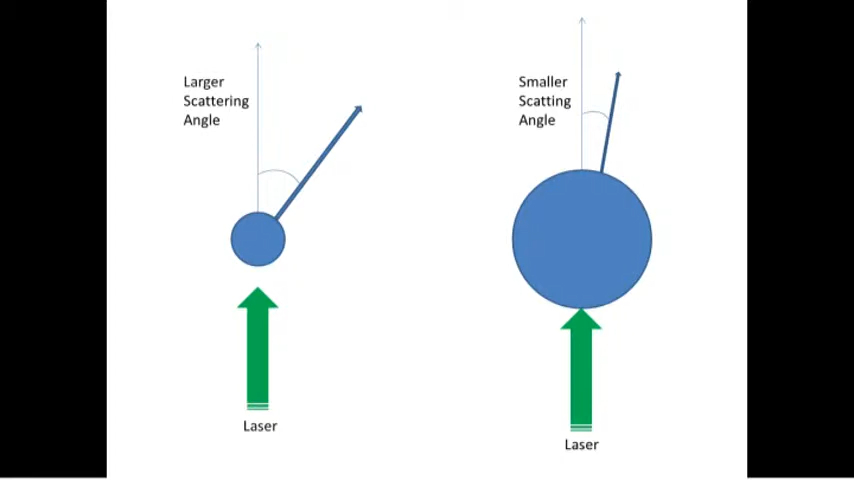 Larger
Scattering
Angle
Smaller
Scatting
Angle
Laser
Laser